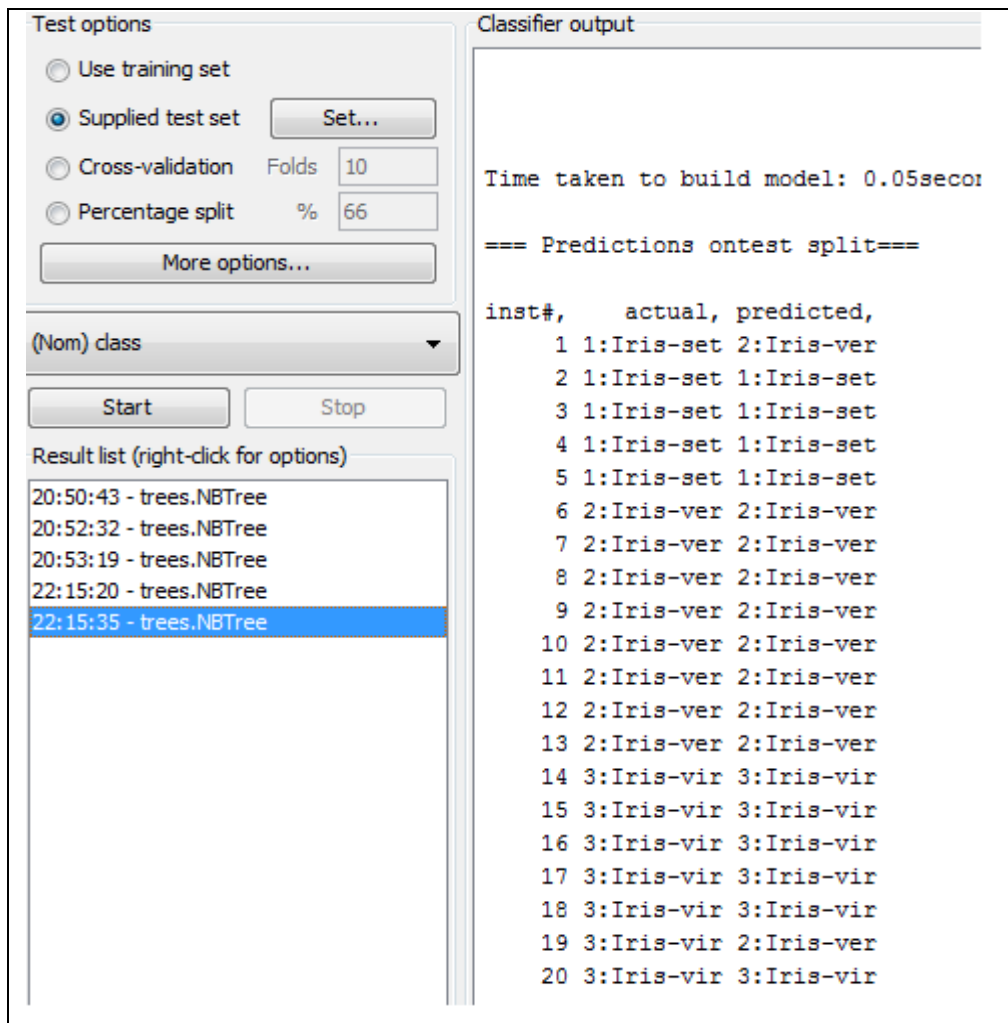 Test options
Use training set
Supplied test set Set...
Cross-validation Folds 10
Percentage split % 66
More options...
(Nom) class
Start Stop
Result list (right-click for options)
20:50:43 - trees.NBTree
20:52:32 - trees.NBTree
20:53:19 - trees.NBTree
22:15:20 - trees.NBTree
22:15:35 - trees.NBTree
Classifier output
Time taken to build model: 0.05secon
=== Predictions ontest split===
inst#, actual, predicted,
1 1:Iris-set 2:Iris-ver
2 1:Iris-set 1:Iris-set
3 1:Iris-set 1:Iris-set
4 1:Iris-set 1:Iris-set
5 1:Iris-set 1:Iris-set
6 2:Iris-ver 2:Iris-ver
7 2:Iris-ver 2:Iris-ver
8 2:Iris-ver 2:Iris-ver
9 2:Iris-ver 2:Iris-ver
10 2:Iris-ver 2:Iris-ver
11 2:Iris-ver 2:Iris-ver
12 2:Iris-ver 2:Iris-ver
13 2:Iris-ver 2:Iris-ver
14 3:Iris-vir 3:Iris-vir
15 3:Iris-vir 3:Iris-vir
16 3:Iris-vir 3:Iris-vir
17 3:Iris-vir 3:Iris-vir
18 3:Iris-vir 3:Iris-vir
19 3:Iris-vir 2:Iris-ver
20 3:Iris-vir 3:Iris-vir